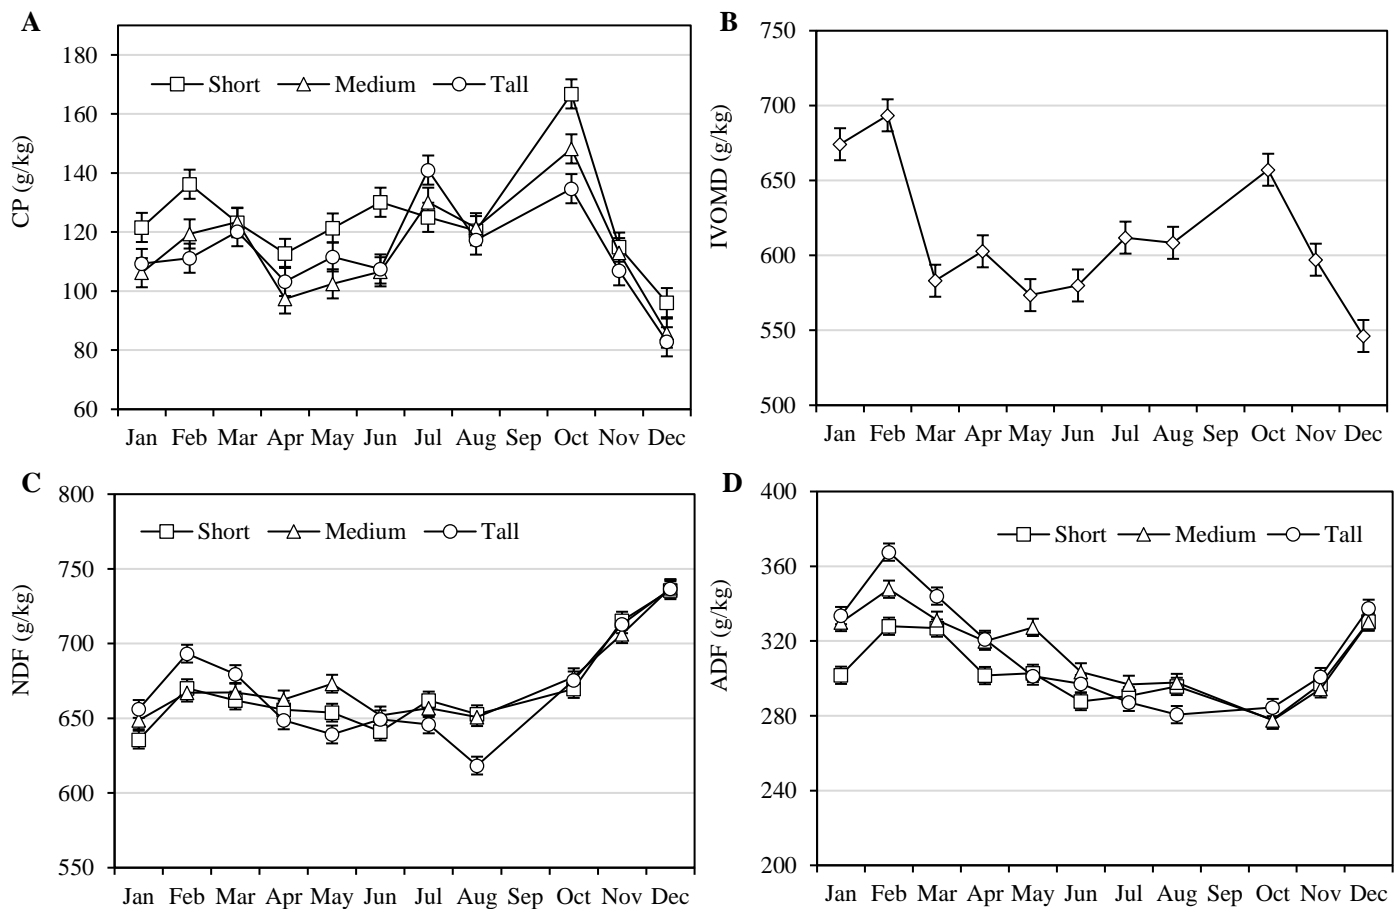 A
CP (g/kg)
180
160
140
120
100
80
60
Short Medium Tall
Jan Feb Mar Apr May Jun Jul Aug Sep Oct Nov Dec
B
IVOMD (g/kg)
750
700
650
600
550
500
Jan Feb Mar Apr May Jun Jul Aug Sep Oct Nov Dec
C
NDF (g/kg)
800
750
700
650
600
550
Short Medium Tall
Jan Feb Mar Apr May Jun Jul Aug Sep Oct Nov Dec
D
ADF (g/kg)
400
360
320
280
240
200
Short Medium Tall
Jan Feb Mar Apr May Jun Jul Aug Sep Oct Nov Dec